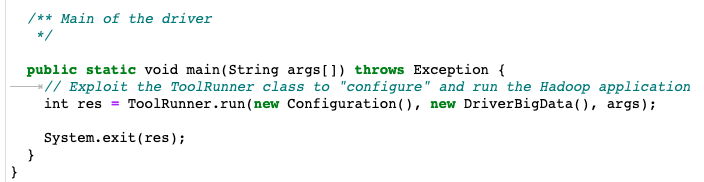 /** Main of the driver
*/
public static void main(String args[]) throws Exception {
// Exploit the ToolRunner class to "configure" and run the Hadoop application
int res = ToolRunner.run(new Configuration(), new DriverBigData(), args);
System.exit(res);
}
}